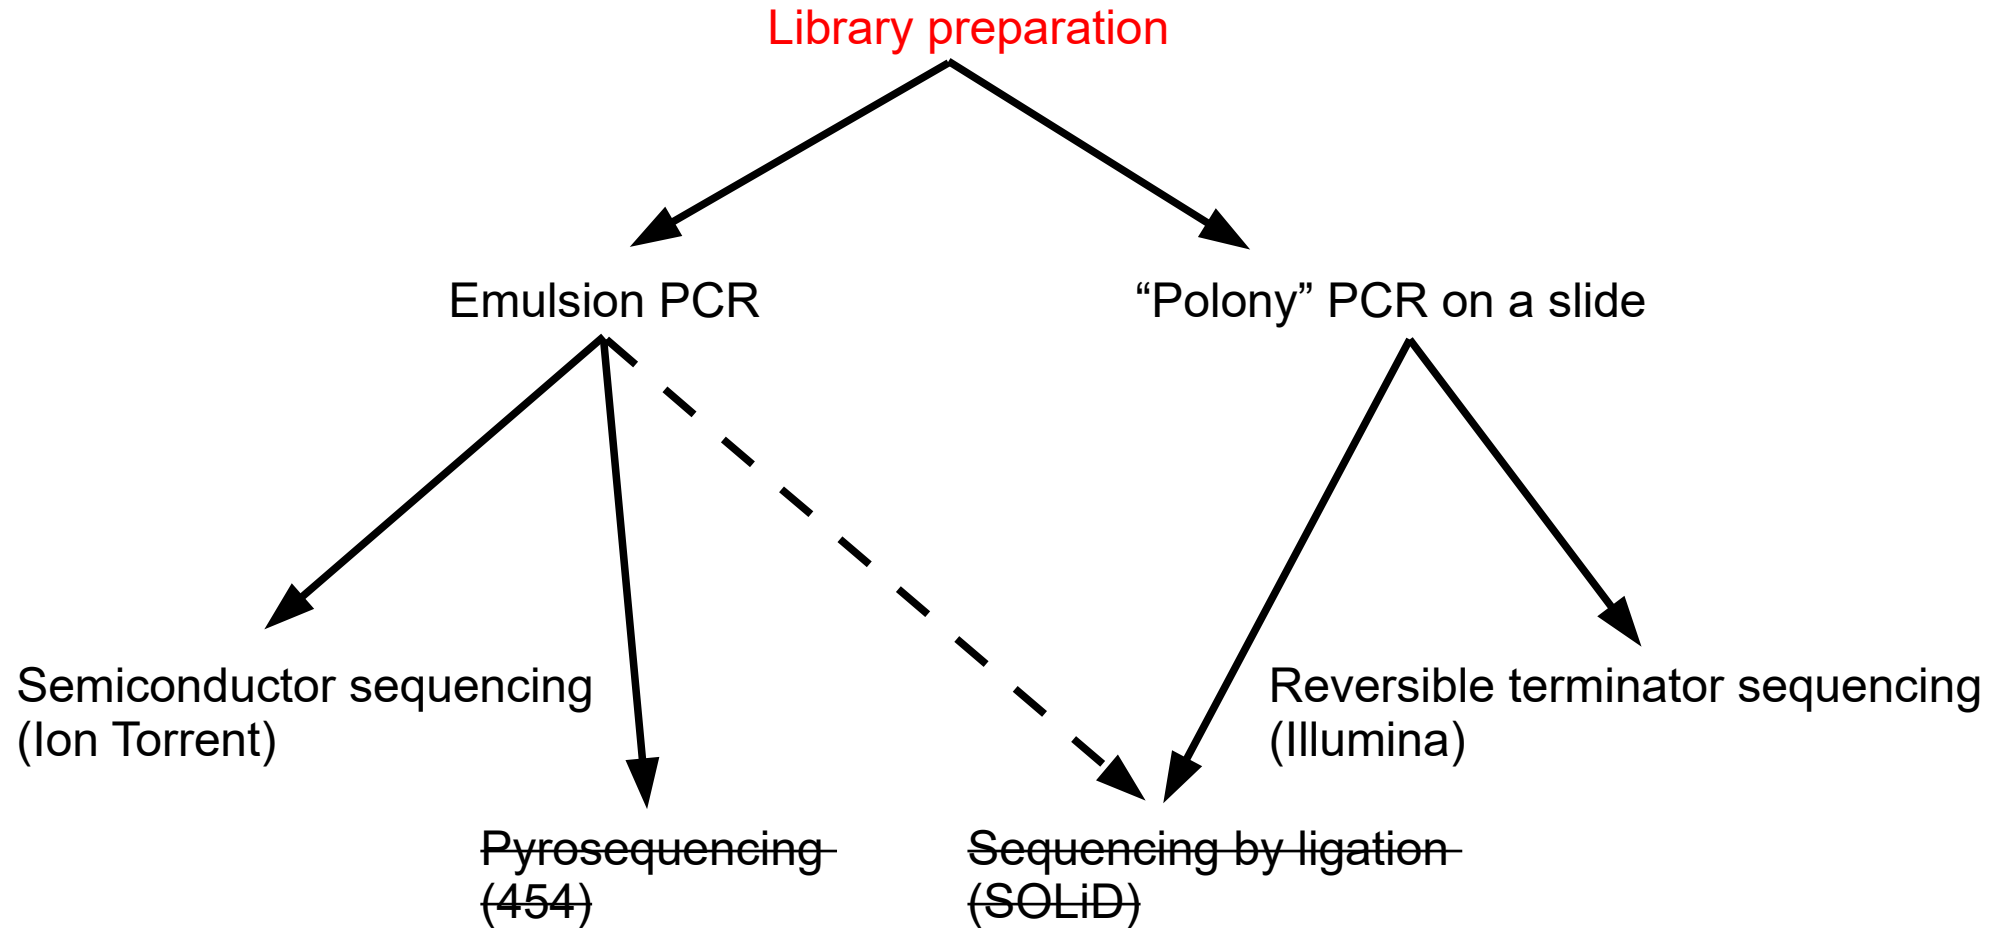 Library preparation
Emulsion PCR
“Polony” PCR on a slide
Semiconductor sequencing
(Ion Torrent)
Reversible terminator sequencing
(Illumina)
Pyrosequencing
(454)
Sequencing by ligation
(SOLiD)